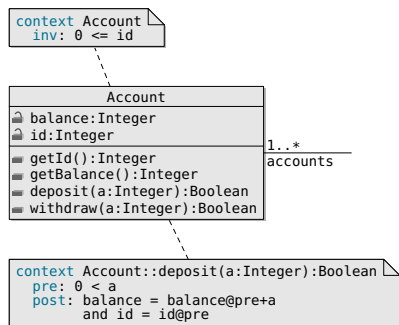 context Account
inv: 0 <= id
Account
balance:Integer
id:Integer
getId():Integer
getBalance():Integer
deposit(a:Integer):Boolean
withdraw(a:Integer):Boolean
1..*
accounts
context Account::deposit(a:Integer):Boolean
pre: 0 < a
post: balance = balance@pre+a
and id = id@pre